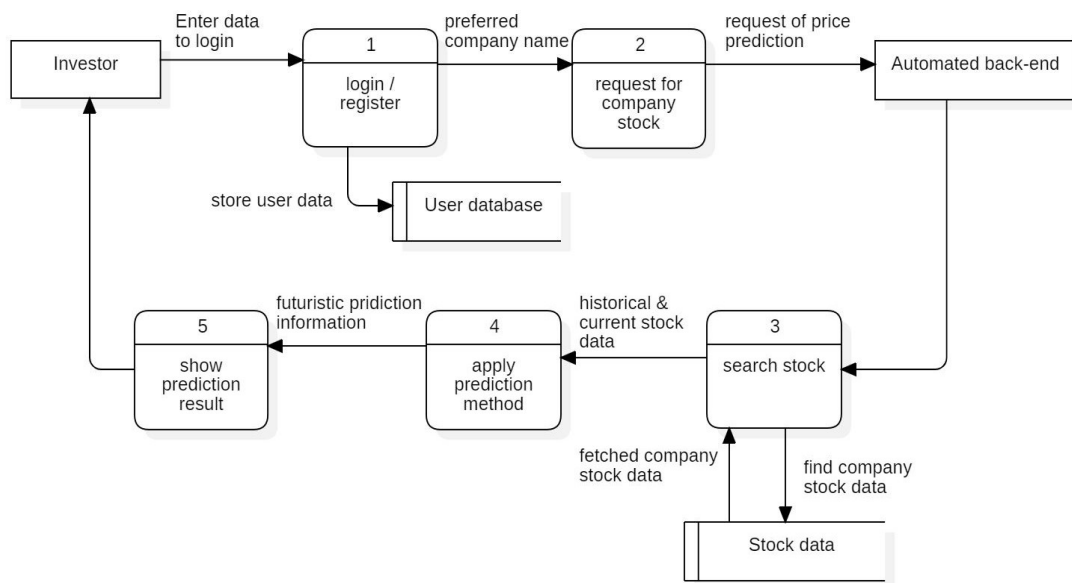 Enter data
to login
preferred
company name
request of price
prediction
Investor
1
login /
register
2
request for
company
stock
Automated back-end
store user data
User database
futuristic pridiction
information
historical &
current stock
data
5
show
prediction
result
4
apply
prediction
method
3
search stock
fetched company
stock data
find company
stock data
Stock data